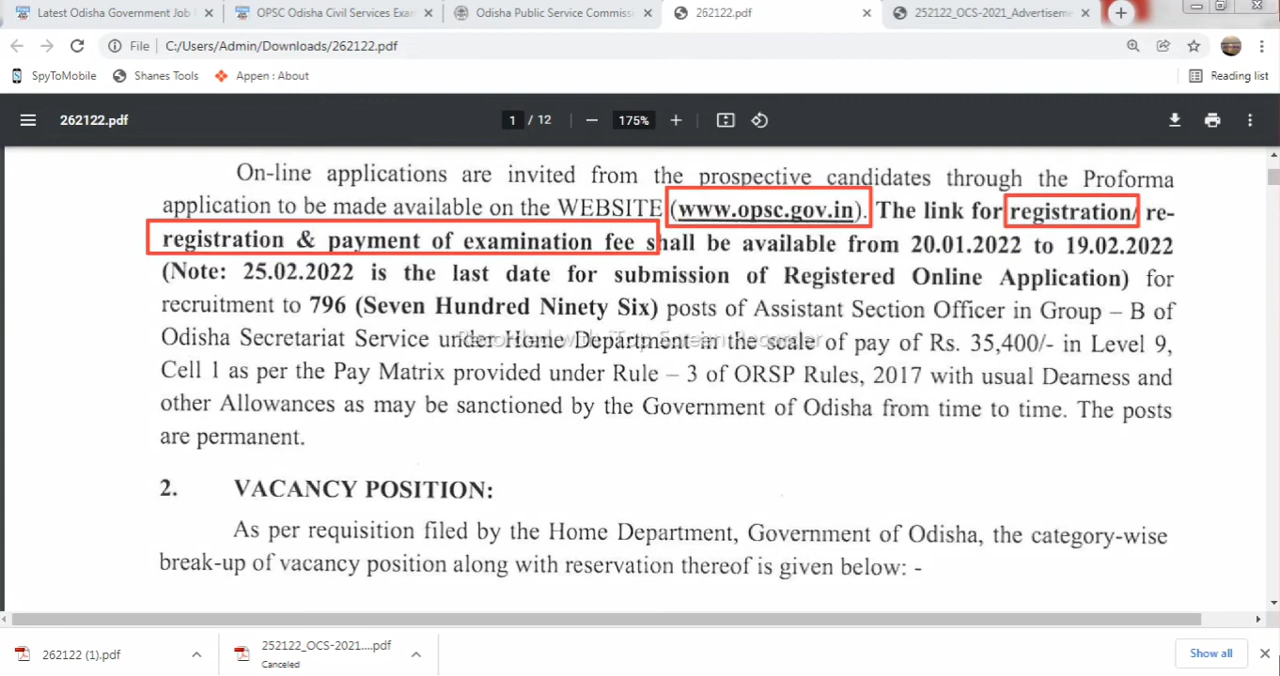 Latest Odisha Government Job
OPSC Odisha Civil Services Exa
Odisha Public Service Commiss
262122.pdf
252122_OCS-2021_Advertiseme
File
C:/Users/Admin/Downloads/262122.pdf
SpyToMobile
Shanes Tools
Appen : About
Reading list
262122.pdf
1 / 12
175%
On-line applications are invited from the prospective candidates through the Proforma
application to be made available on the WEBSITE (www.opsc.gov.in). The link for registration/ re-
registration & payment of examination fee shall be available from 20.01.2022 to 19.02.2022
(Note: 25.02.2022 is the last date for submission of Registered Online Application) for
recruitment to 796 (Seven Hundred Ninety Six) posts of Assistant Section Officer in Group – B of
Odisha Secretariat Service under Home Department in the scale of pay of Rs. 35,400/- in Level 9,
Recorded with iTop Screen Recorder
Cell 1 as per the Pay Matrix provided under Rule – 3 of ORSP Rules, 2017 with usual Dearness and
other Allowances as may be sanctioned by the Government of Odisha from time to time. The posts
are permanent.
2. VACANCY POSITION:
As per requisition filed by the Home Department, Government of Odisha, the category-wise
break-up of vacancy position along with reservation thereof is given below: -
262122 (1).pdf
252122_OCS-2021....pdf
Canceled
Show all